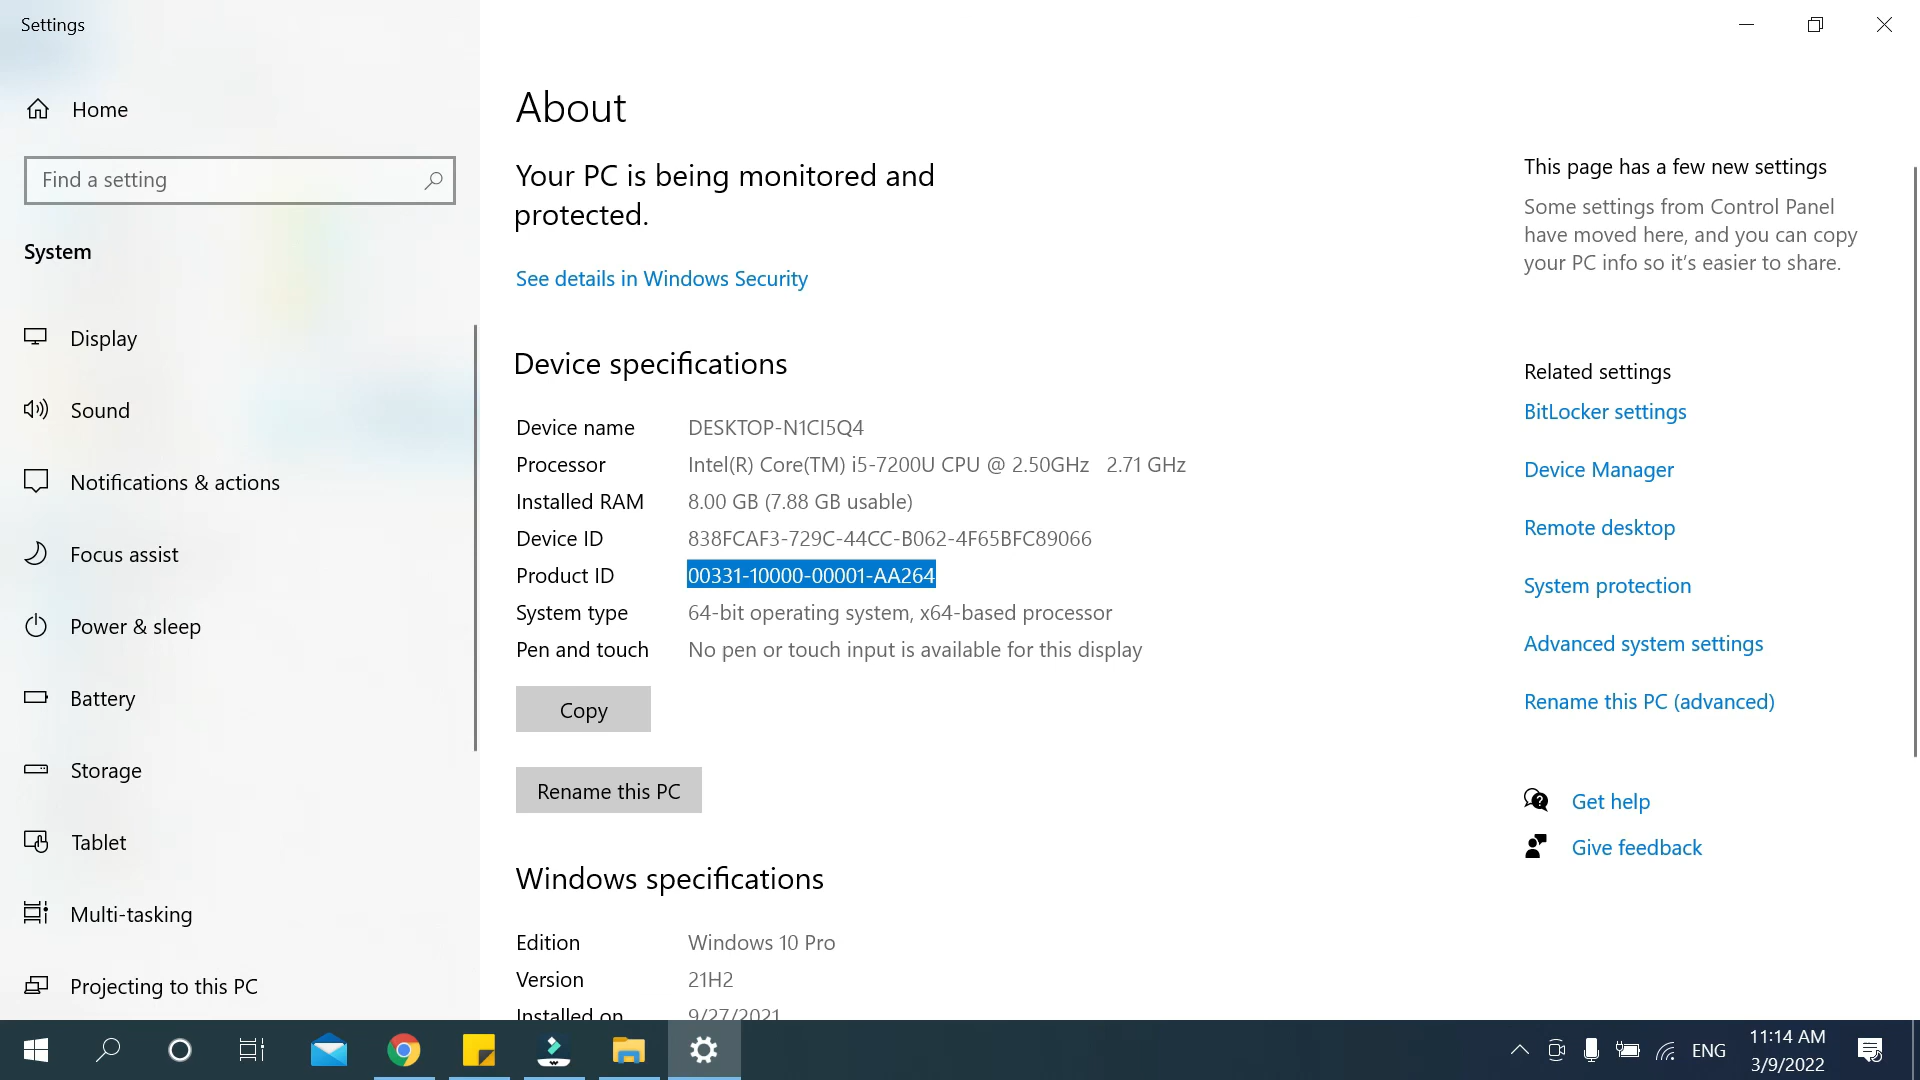 Settings
Home
Find a setting
System
Display
Sound
Notifications & actions
Focus assist
Power & sleep
Battery
Storage
Tablet
Multi-tasking
Projecting to this PC
About
Your PC is being monitored and
protected.
See details in Windows Security
Device specifications
Device name DESKTOP-N1CI5Q4
Processor Intel(R) Core(TM) i5-7200U CPU @ 2.50GHz 2.71 GHz
Installed RAM 8.00 GB (7.88 GB usable)
Device ID 838FCAF3-729C-44CC-B062-4F65BFC89066
Product ID 00331-10000-00001-AA264
System type 64-bit operating system, x64-based processor
Pen and touch No pen or touch input is available for this display
Copy
Rename this PC
Windows specifications
Edition Windows 10 Pro
Version 21H2
Installed on 9/27/2021
This page has a few new settings
Some settings from Control Panel
have moved here, and you can copy
your PC info so it’s easier to share.
Related settings
BitLocker settings
Device Manager
Remote desktop
System protection
Advanced system settings
Rename this PC (advanced)
Get help
Give feedback
ENG
11:14 AM
3/9/2022